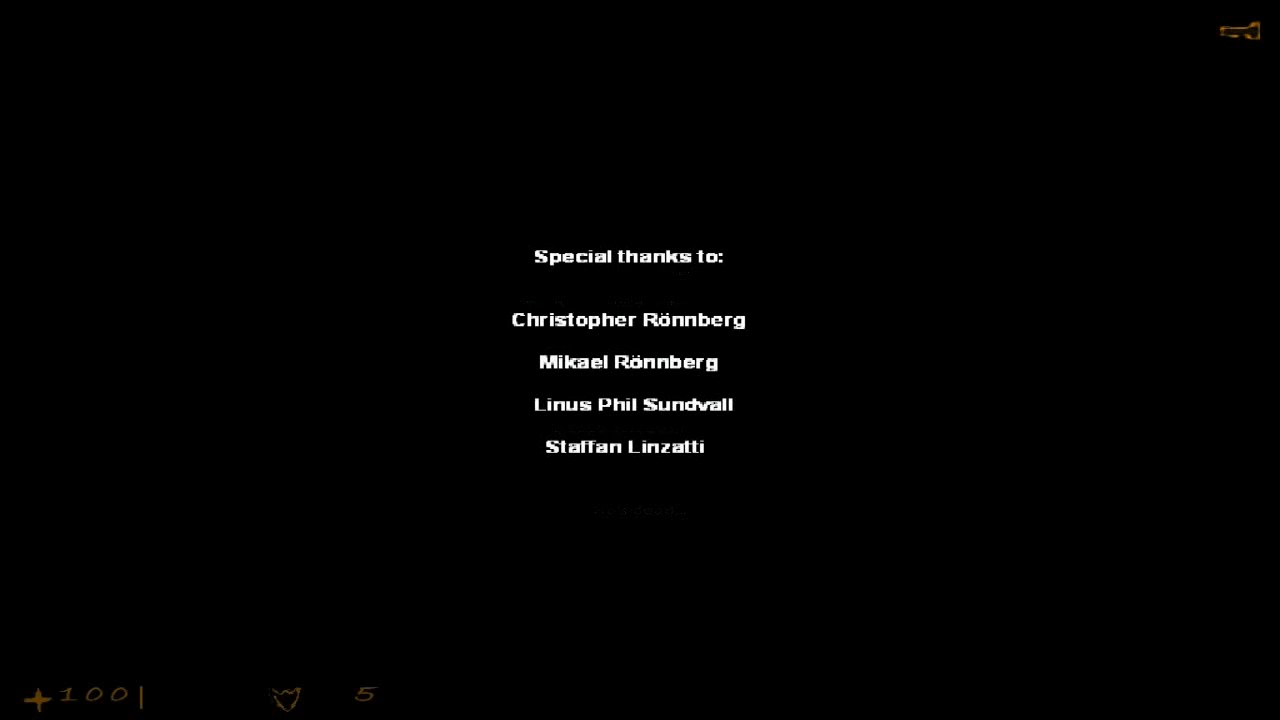 Special thanks to:
Christopher Rönnberg
Mikael Rönnberg
Linus Phil Sundvall
Staffan Linzatti
100
5